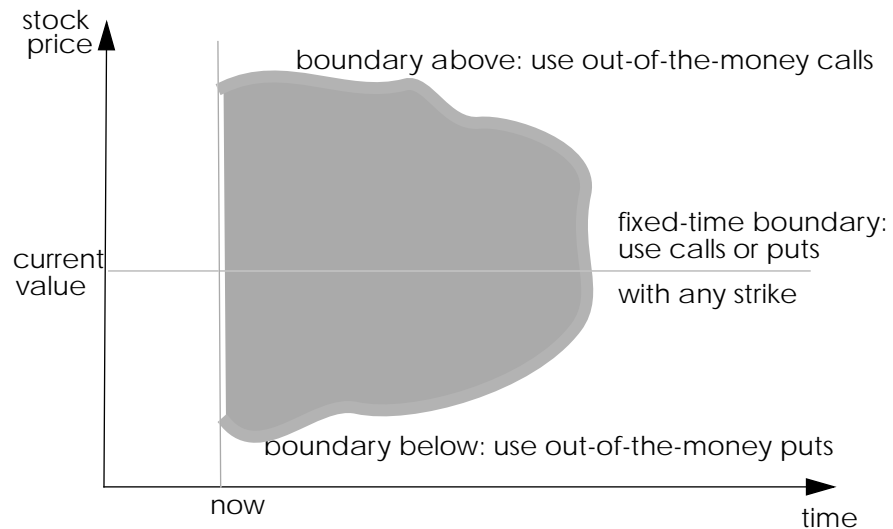 stock
price
boundary above: use out-of-the-money calls
fixed-time boundary:
use calls or puts
current
value
with any strike
boundary below: use out-of-the-money puts
now
time